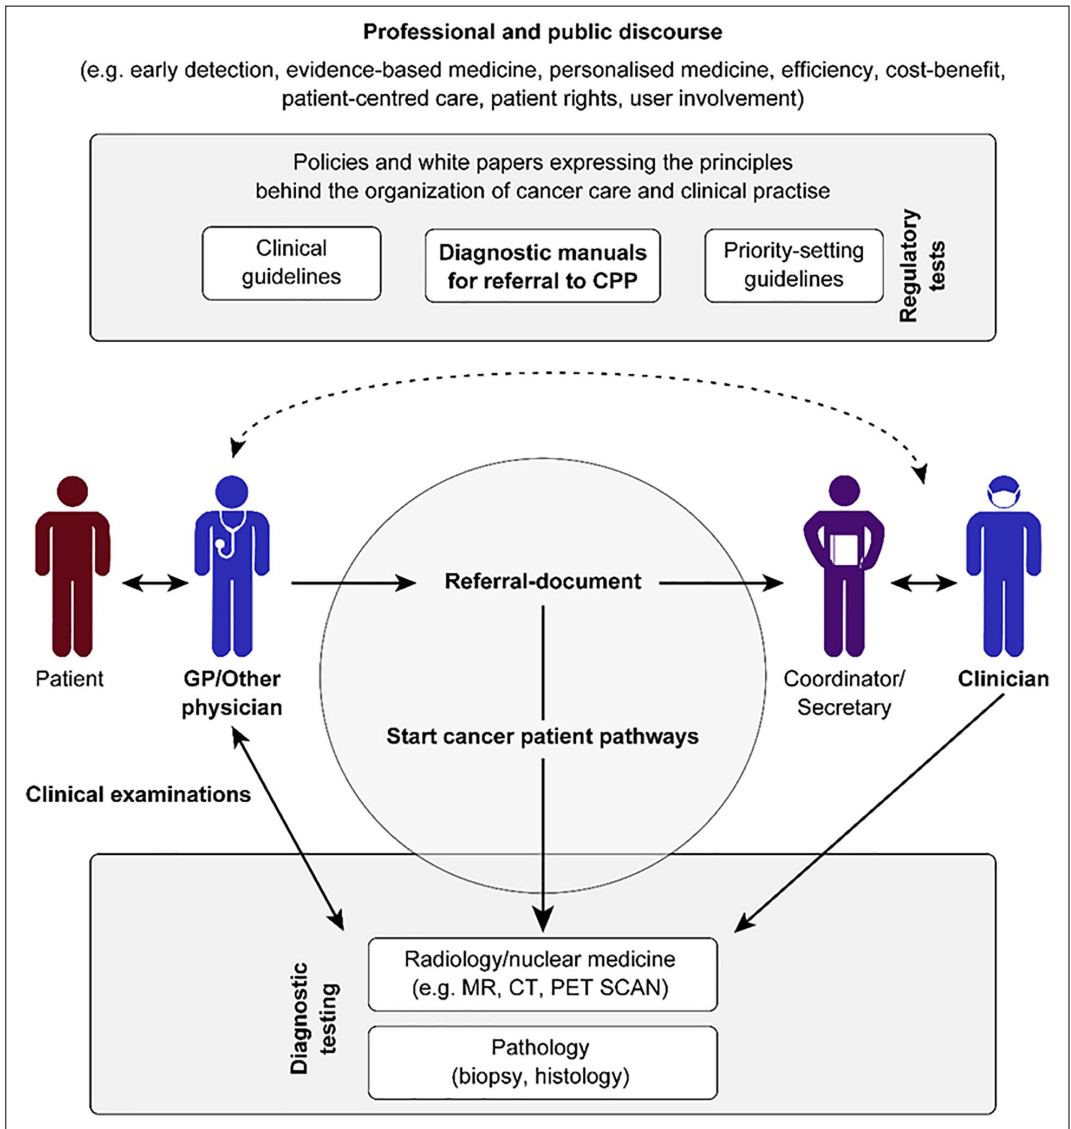 Professional and public discourse
(e.g. early detection, evidence-based medicine, personalised medicine, efficiency, cost-benefit,
patient-centred care, patient rights, user involvement)
Policies and white papers expressing the principles
behind the organization of cancer care and clinical practise
Clinical
guidelines
Diagnostic manuals
for referral to CPP
Priority-setting
guidelines
Regulatory
tests
Referral-document
Patient
GP/Other
physician
Coordinator/
Secretary
Clinician
Start cancer patient pathways
Clinical examinations
Diagnostic
testing
Radiology/nuclear medicine
(e.g. MR, CT, PET SCAN)
Pathology
(biopsy, histology)